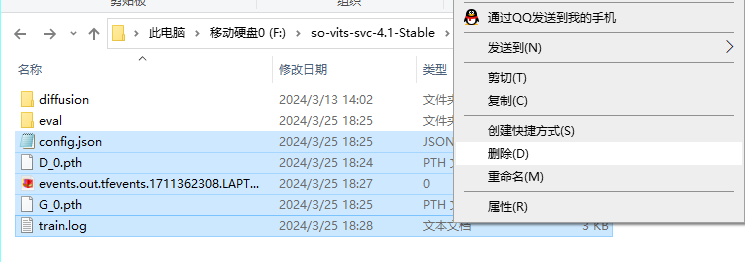 剪贴板 组织
此电脑 移动硬盘0 (F:) so-vits-svc-4.1-Stable
名称 修改日期 类型
diffusion 2024/3/13 14:02 文件夹
eval 2024/3/25 18:25 文件夹
config.json 2024/3/25 18:25 JSON
D_0.pth 2024/3/25 18:24 PTH
events.out.tfevents.1711362308.LAPT... 2024/3/25 18:27 0
G_0.pth 2024/3/25 18:25 PTH
train.log 2024/3/25 18:28 文本文档 3 KB
通过QQ发送到我的手机
发送到(N)
剪切(T)
复制(C)
创建快捷方式(S)
删除(D)
重命名(M)
属性(R)